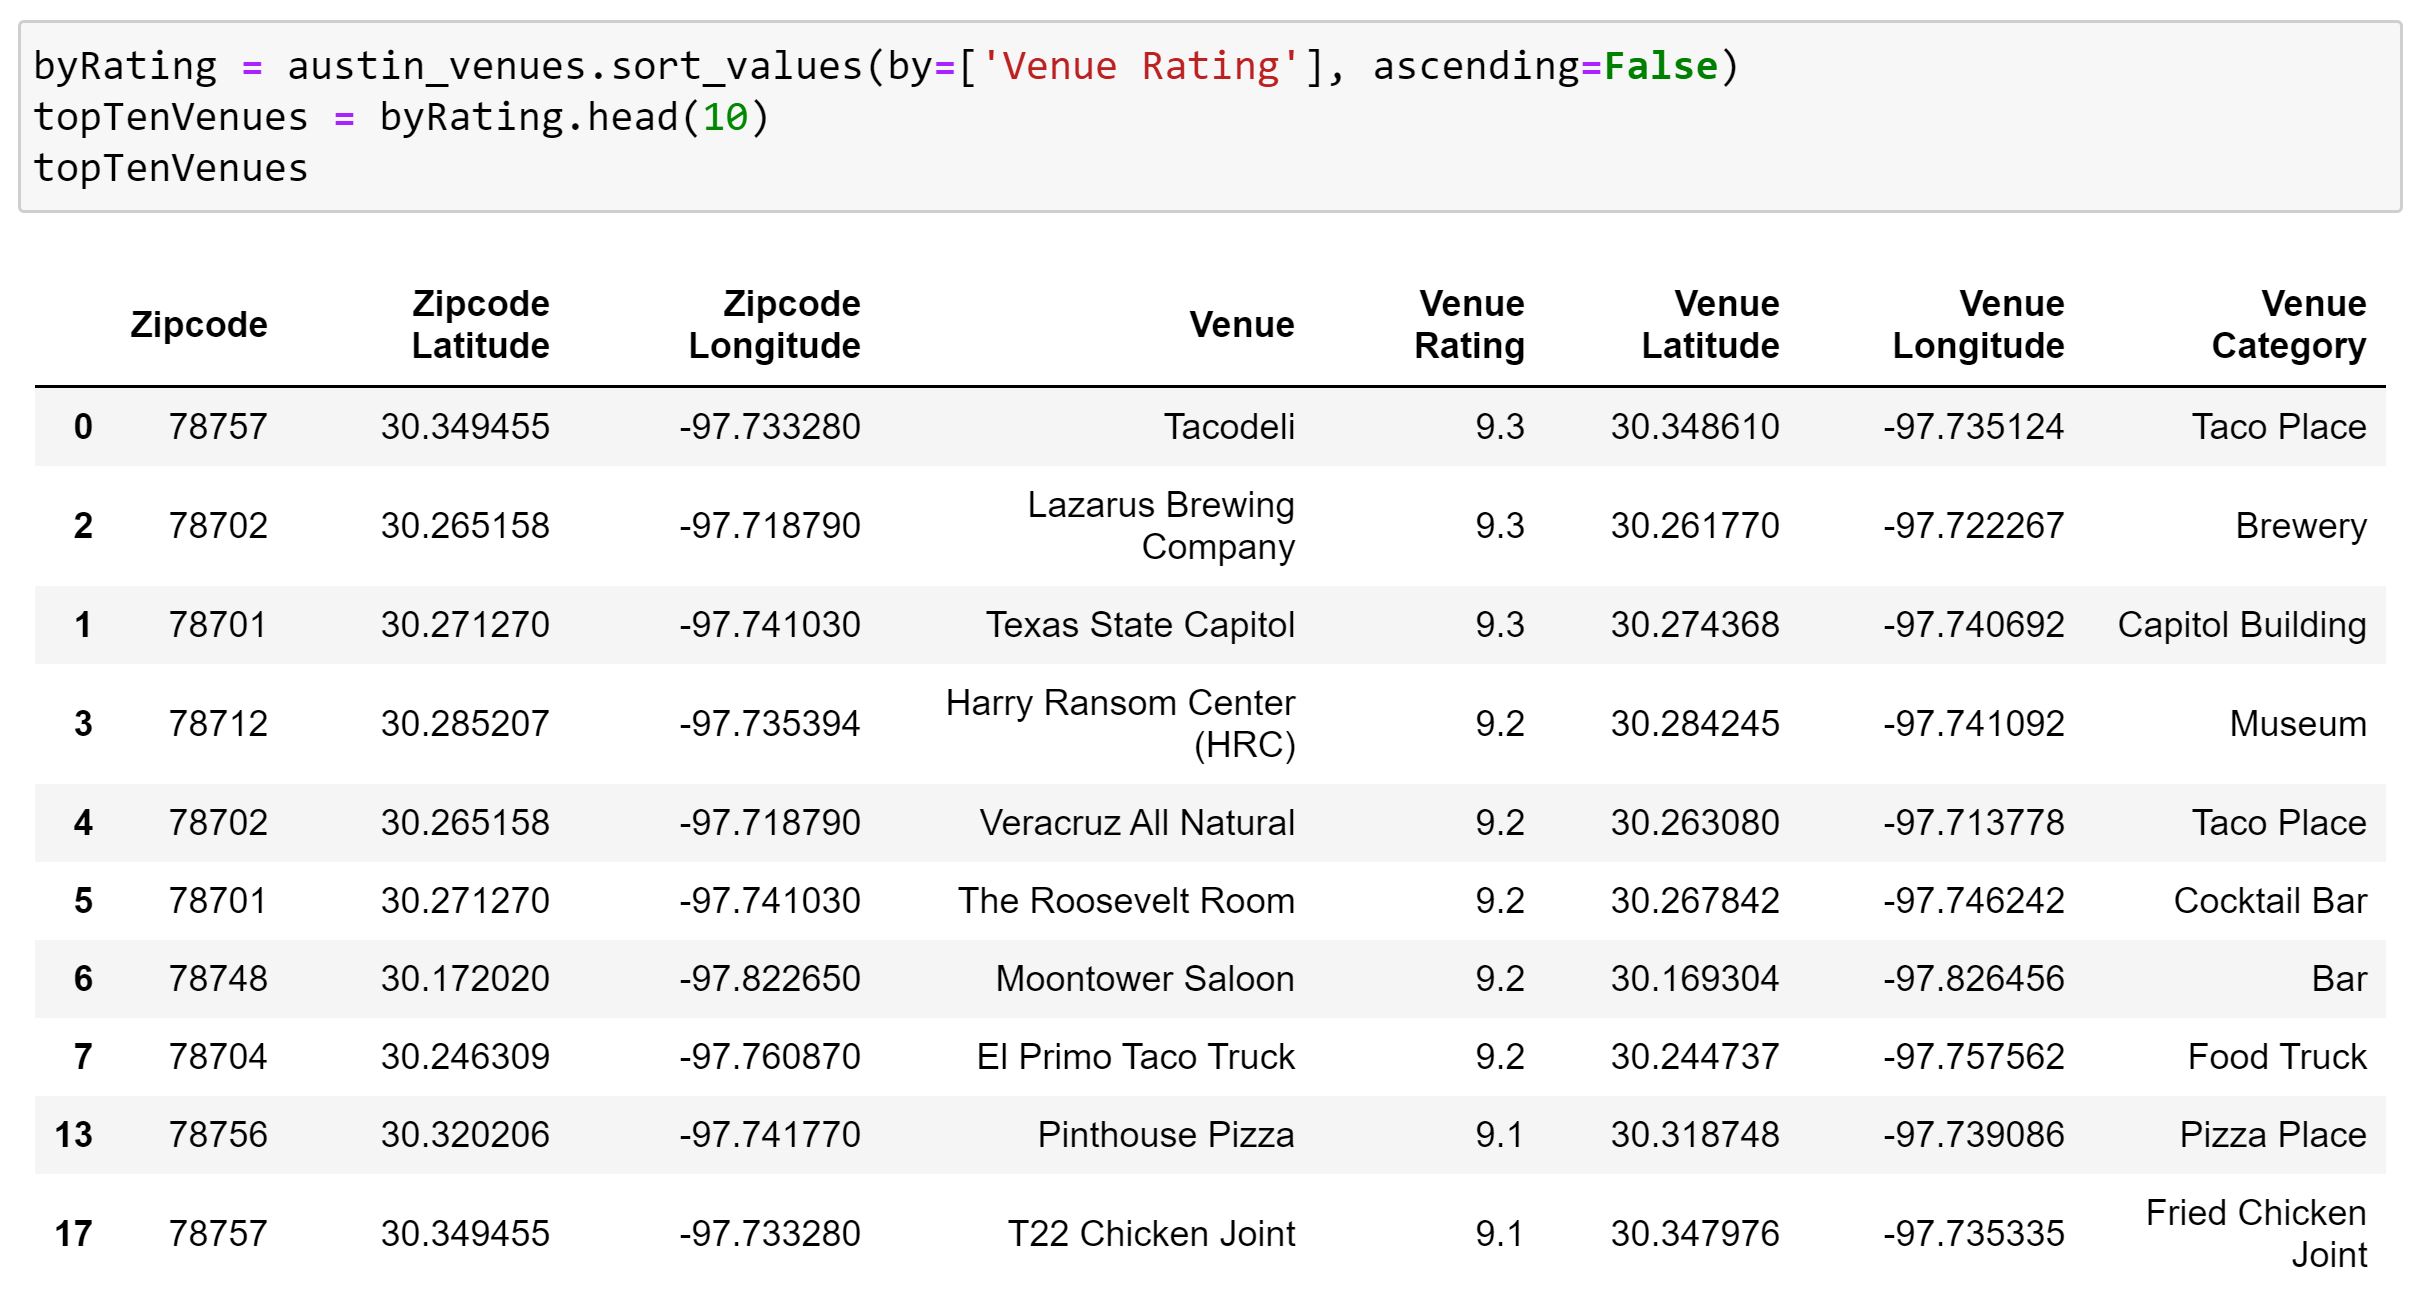 byRating = austin_venues.sort_values(by=['Venue Rating'], ascending=False)
topTenVenues = byRating.head(10)
topTenVenues
Zipcode Zipcode Latitude Zipcode Longitude Venue Venue Rating Venue Latitude Venue Longitude Venue Category
0 78757 30.349455 -97.733280 Tacodeli 9.3 30.348610 -97.735124 Taco Place
2 78702 30.265158 -97.718790 Lazarus Brewing Company 9.3 30.261770 -97.722267 Brewery
1 78701 30.271270 -97.741030 Texas State Capitol 9.3 30.274368 -97.740692 Capitol Building
3 78712 30.285207 -97.735394 Harry Ransom Center (HRC) 9.2 30.284245 -97.741092 Museum
4 78702 30.265158 -97.718790 Veracruz All Natural 9.2 30.263080 -97.713778 Taco Place
5 78701 30.271270 -97.741030 The Roosevelt Room 9.2 30.267842 -97.746242 Cocktail Bar
6 78748 30.172020 -97.822650 Moontower Saloon 9.2 30.169304 -97.826456 Bar
7 78704 30.246309 -97.760870 El Primo Taco Truck 9.2 30.244737 -97.757562 Food Truck
13 78756 30.320206 -97.741770 Pinthouse Pizza 9.1 30.318748 -97.739086 Pizza Place
17 78757 30.349455 -97.733280 T22 Chicken Joint 9.1 30.347976 -97.735335 Fried Chicken Joint